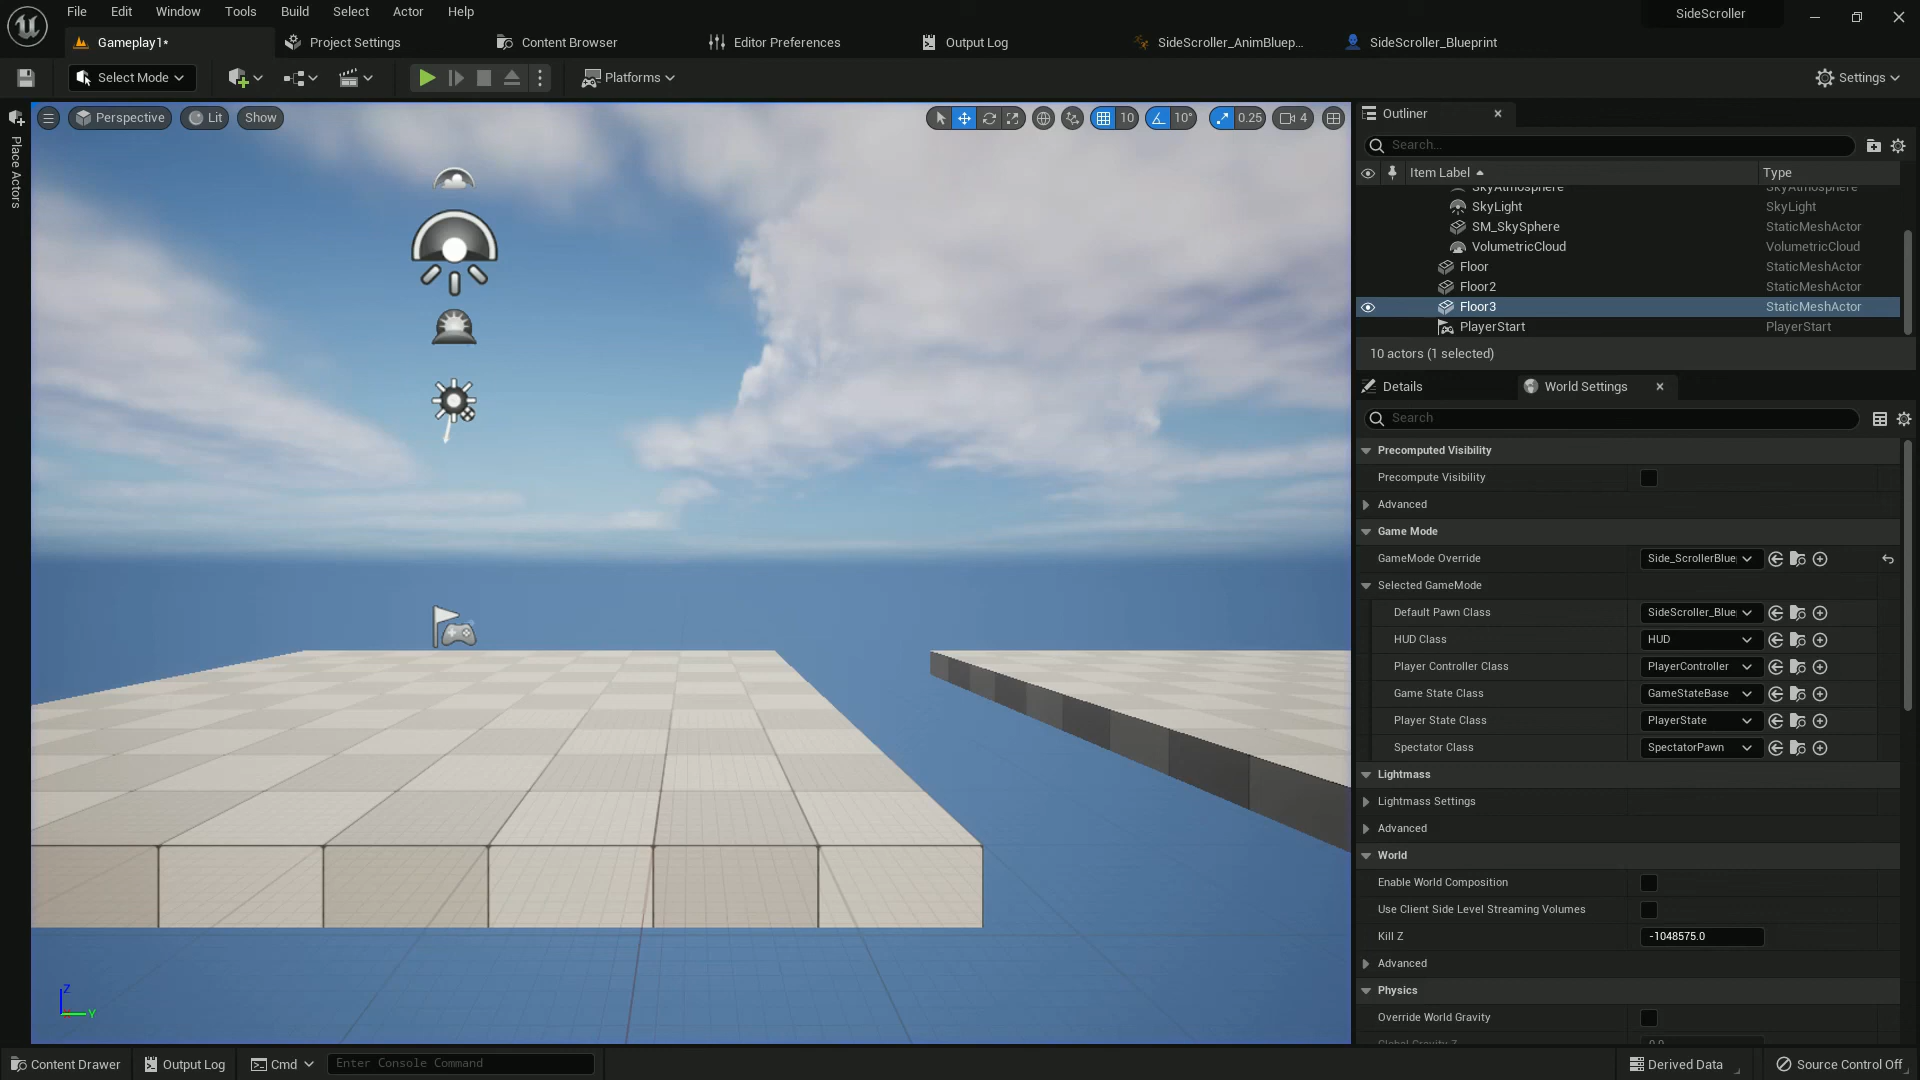 File Edit Window Tools Build Select Actor Help
SideScroller
Gameplay1*
Project Settings
Content Browser
Editor Preferences
Output Log
SideScroller_AnimBluep...
SideScroller_Blueprint
Select Mode
Platforms
Settings
Place Actors
Perspective
Lit
Show
10
10°
0.25
4
Outliner
Search...
Item Label
Type
SkyAtmosphere SkyAtmosphere
SkyLight SkyLight
SM_SkySphere StaticMeshActor
VolumetricCloud VolumetricCloud
Floor StaticMeshActor
Floor2 StaticMeshActor
Floor3 StaticMeshActor
PlayerStart PlayerStart
10 actors (1 selected)
Details
World Settings
Search
Precomputed Visibility
Precompute Visibility
Advanced
Game Mode
GameMode Override Side_ScrollerBlue
Selected GameMode
Default Pawn Class SideScroller_Blue
HUD Class HUD
Player Controller Class PlayerController
Game State Class GameStateBase
Player State Class PlayerState
Spectator Class SpectatorPawn
Lightmass
Lightmass Settings
Advanced
World
Enable World Composition
Use Client Side Level Streaming Volumes
Kill Z -1048575.0
Advanced
Physics
Override World Gravity
Global Gravity Z 0.0
Z
Y
Content Drawer
Output Log
Cmd
Enter Console Command
Derived Data
Source Control Off